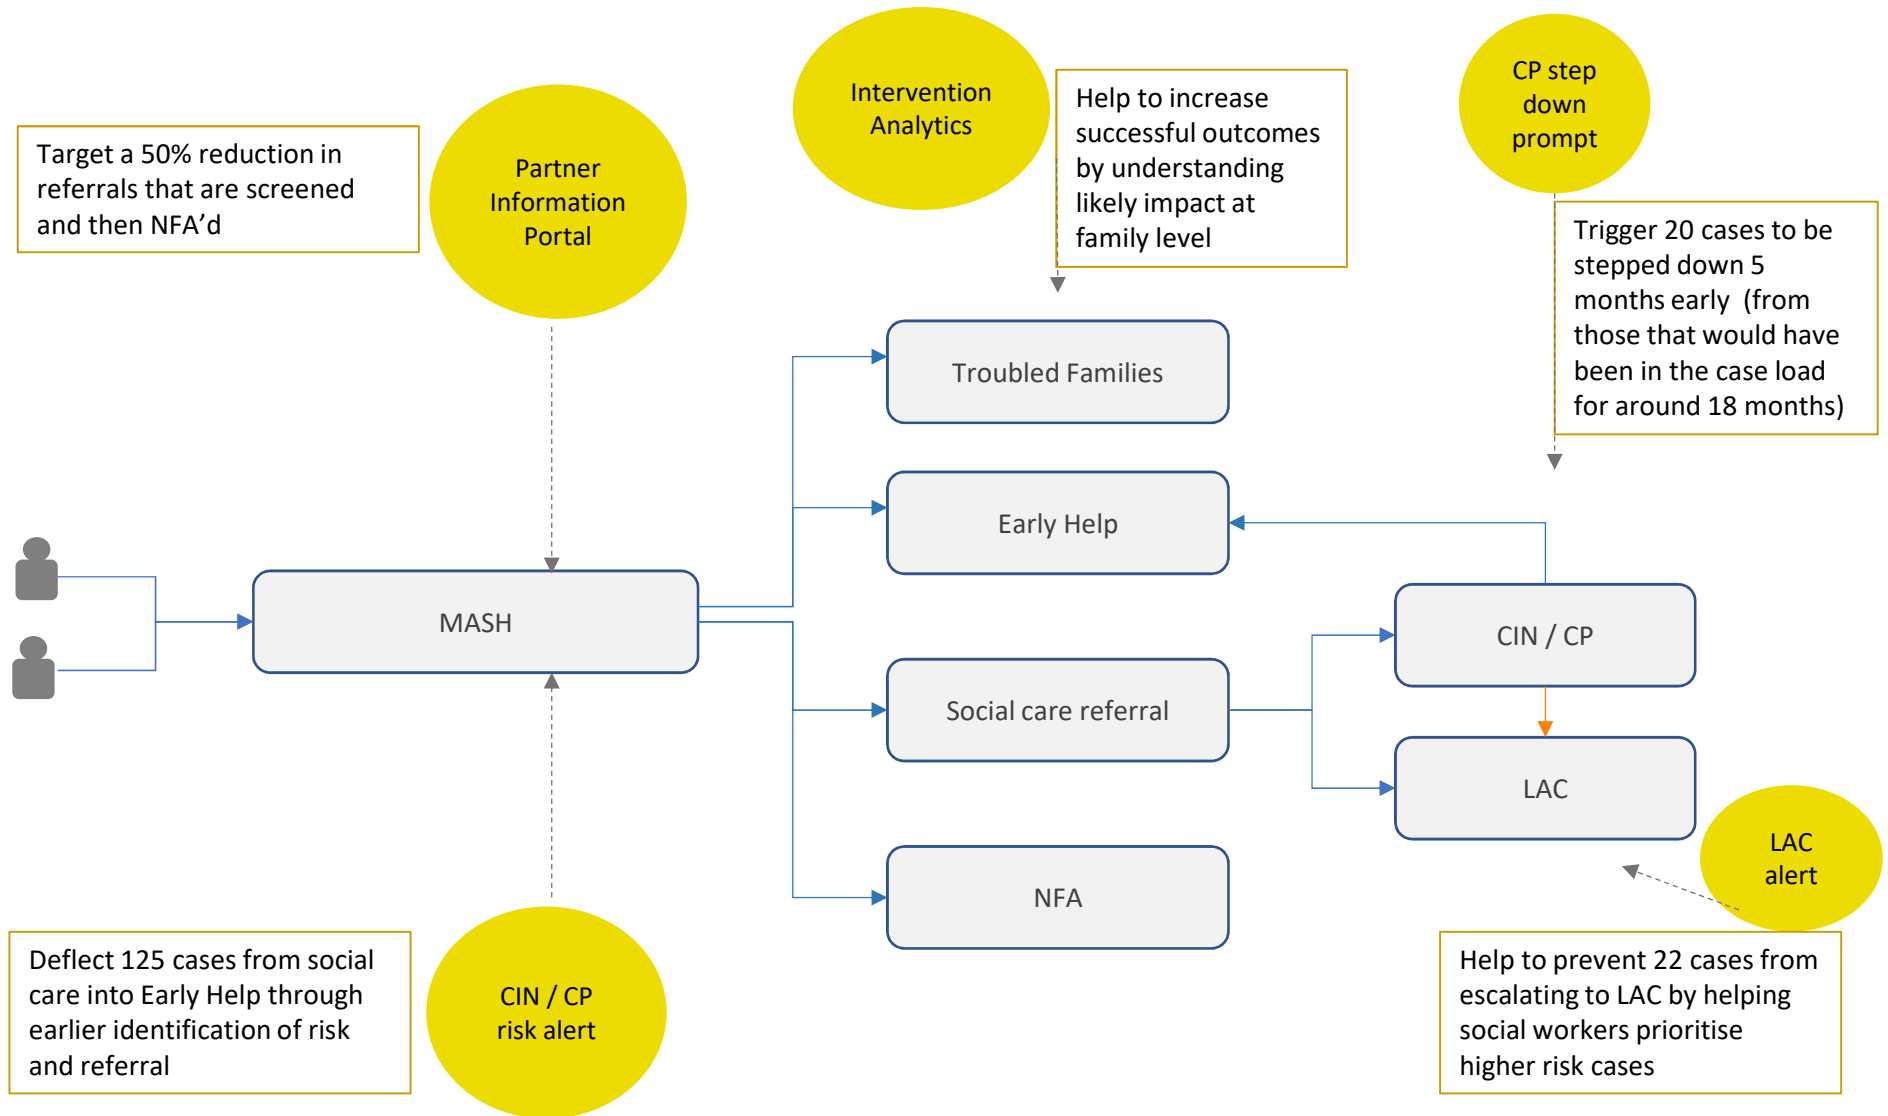 Target a 50% reduction in
referrals that are screened
and then NFA’d
Partner
Information
Portal
Intervention
Analytics
Help to increase
successful outcomes
by understanding
likely impact at
family level
CP step
down
prompt
Trigger 20 cases to be
stepped down 5
months early  (from
those that would have
been in the case load
for around 18 months)
Troubled Families
Early Help
MASH
CIN / CP
Social care referral
LAC
NFA
LAC
alert
Deflect 125 cases from social
care into Early Help through
earlier identification of risk
and referral
CIN / CP
risk alert
Help to prevent 22 cases from
escalating to LAC by helping
social workers prioritise
higher risk cases